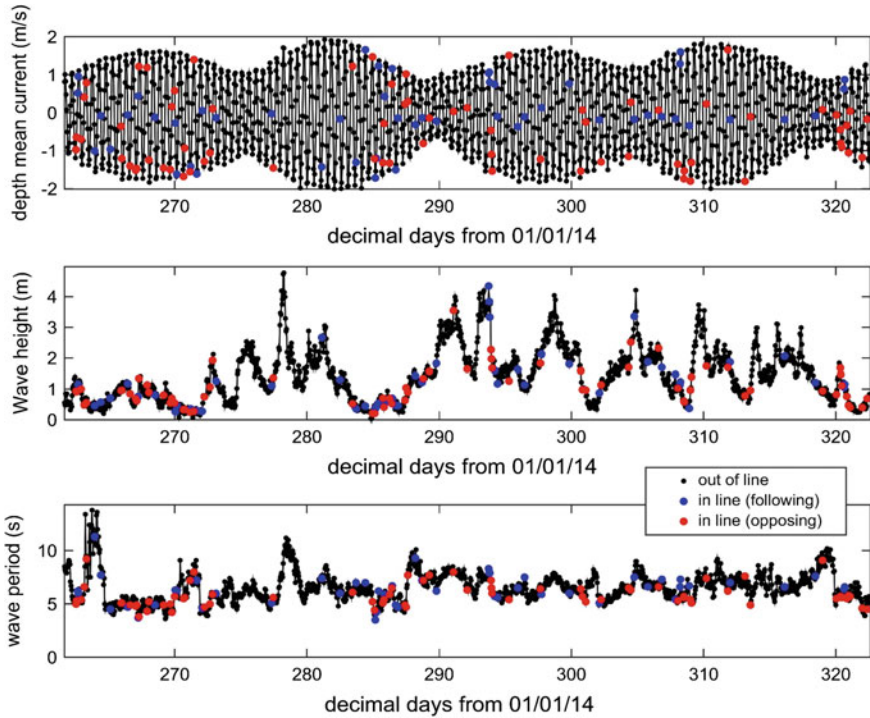 depth mean current (m/s)
2
1
0
-1
-2
270 280 290 300 310 320
decimal days from 01/01/14
Wave height (m)
4
3
2
1
0
270 280 290 300 310 320
decimal days from 01/01/14
out of line
in line (following)
in line (opposing)
wave period (s)
10
5
0
270 280 290 300 310 320
decimal days from 01/01/14